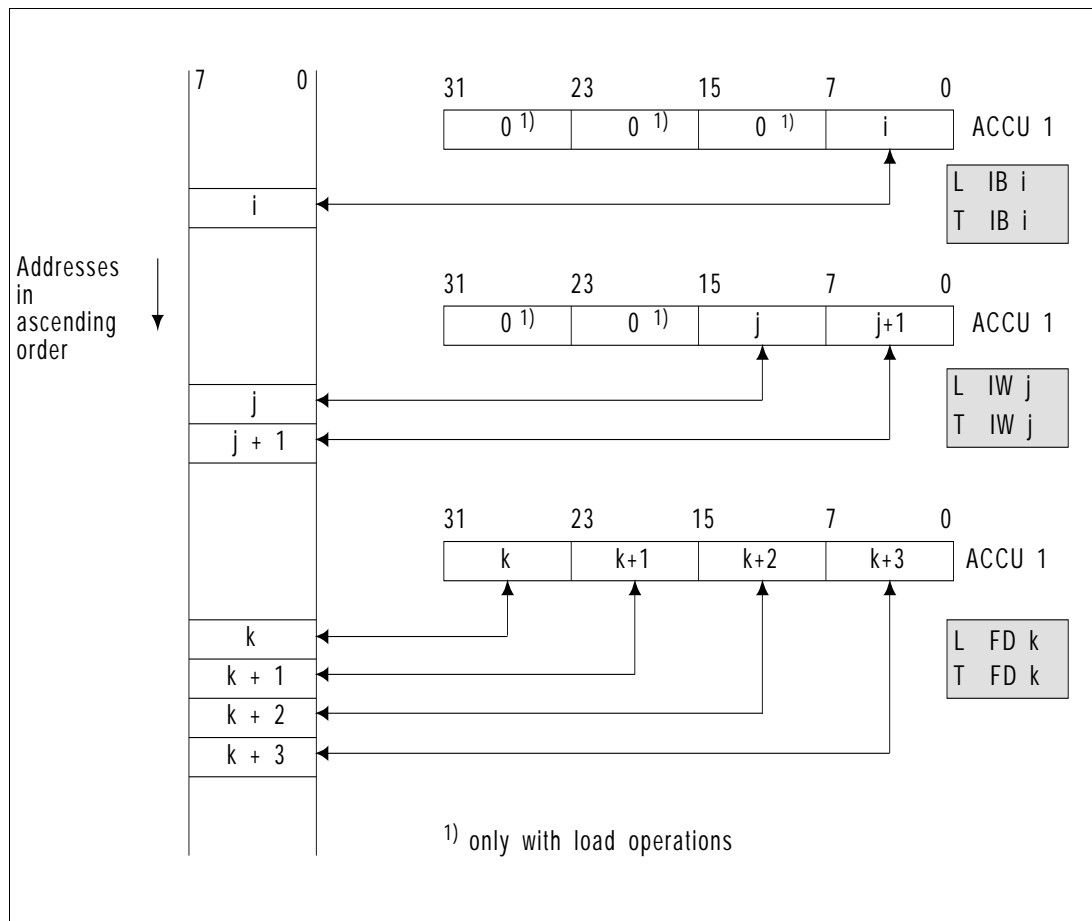 7 0
31 23 15 7 0
0 1) 0 1) 0 1) i ACCU 1
L IB i
T IB i
i
Addresses
in
ascending
order
31 23 15 7 0
0 1) 0 1) j j+1 ACCU 1
L IW j
T IW j
j
j + 1
31 23 15 7 0
k k+1 k+2 k+3 ACCU 1
L FD k
T FD k
k
k + 1
k + 2
k + 3
1) only with load operations